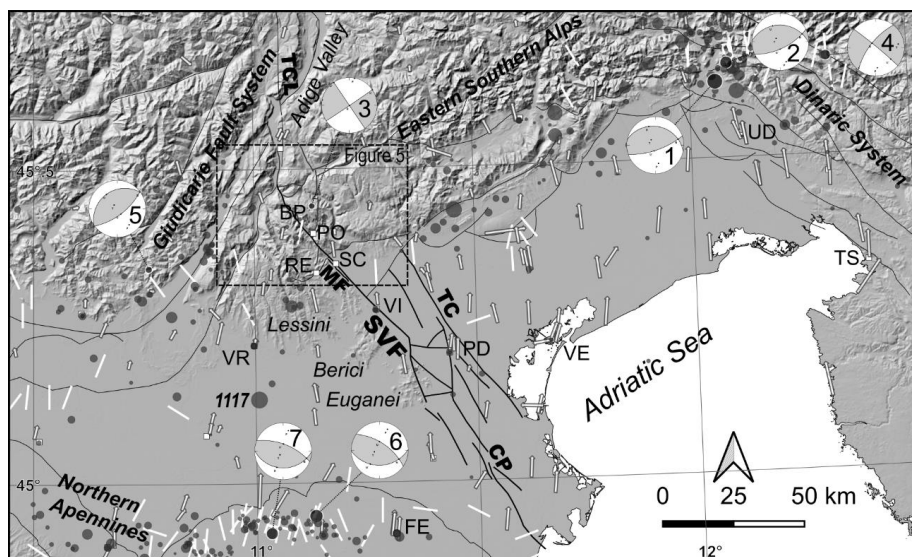 Giudicarie Fault System
TCL
Adige Valley
Eastern Southern Alps
Dinaric System
2
4
3
1
5
UD
Figure 5
45.5°
BP
PO
SC
RE
MF
TS
VI
TC
Lessini
SVF
VR
PD
VE
Berici
Adriatic Sea
1117
Euganei
7
6
CP
Northern
Apennines
45°
FE
0 25 50 km
11°
12°